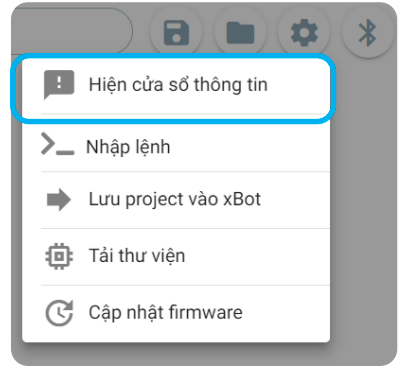 Hiện cửa sổ thông tin
Nhập lệnh
Lưu project vào xBot
Tải thư viện
Cập nhật firmware